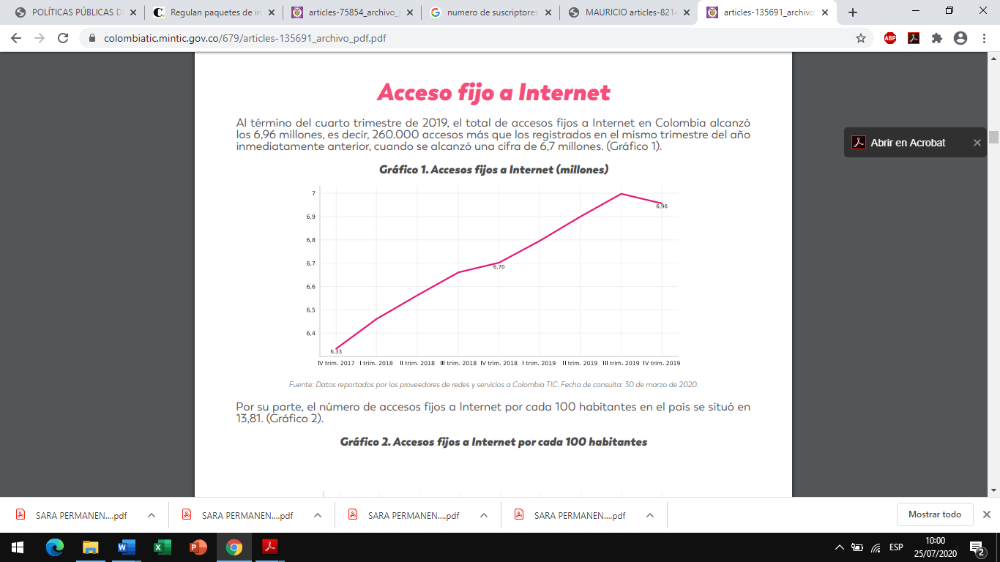 POLÍTICAS PÚBLICAS D
Regulan paquetes de in
articles-75854_archivo_
numero de suscriptores
MAURICIO articles-821
articles-135691_archivo
colombiatic.mintic.gov.co/679/articles-135691_archivo_pdf.pdf
ABP
Acceso fijo a Internet
Al término del cuarto trimestre de 2019, el total de accesos fijos a Internet en Colombia alcanzó
los 6,96 millones, es decir, 260.000 accesos más que los registrados en el mismo trimestre del año
inmediatamente anterior, cuando se alcanzó una cifra de 6,7 millones. (Gráfico 1).
Abrir en Acrobat
Gráfico 1. Accesos fijos a Internet (millones)
7
6,9
6,8
6,7
6,6
6,5
6,4
6,33
6,70
6,96
IV trim. 2017 I trim. 2018 II trim. 2018 III trim. 2018 IV trim. 2018 I trim. 2019 II trim. 2019 III trim. 2019 IV trim. 2019
Fuente: Datos reportados por los proveedores de redes y servicios a Colombia TIC. Fecha de consulta: 30 de marzo de 2020.
Por su parte, el número de accesos fijos a Internet por cada 100 habitantes en el país se situó en
13,81. (Gráfico 2).
Gráfico 2. Accesos fijos a Internet por cada 100 habitantes
SARA PERMANEN....pdf
SARA PERMANEN....pdf
SARA PERMANEN....pdf
SARA PERMANEN....pdf
Mostrar todo
ESP
10:00
25/07/2020
2